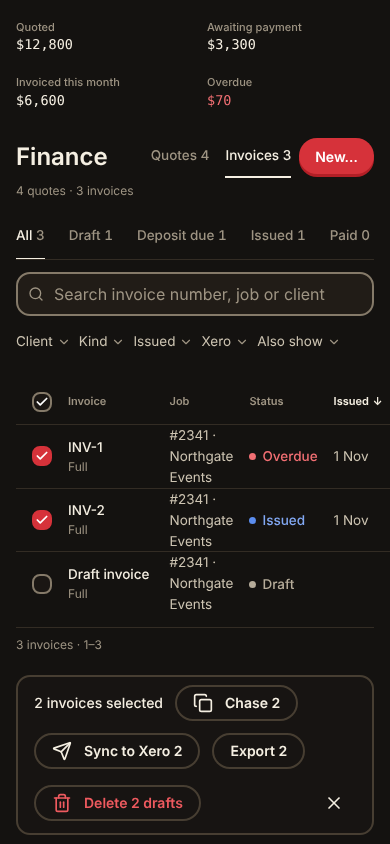 Quoted
$12,800
Awaiting payment
$3,300
Invoiced this month
$6,600
Overdue
$70
Finance
Quotes 4
Invoices 3
New...
4 quotes · 3 invoices
All 3
Draft 1
Deposit due 1
Issued 1
Paid 0
Search invoice number, job or client
Client
Kind
Issued
Xero
Also show
Invoice
Job
Status
Issued ↓
INV-1
Full
#2341 ·
Northgate
Events
Overdue
1 Nov
INV-2
Full
#2341 ·
Northgate
Events
Issued
1 Nov
Draft invoice
Full
#2341 ·
Northgate
Events
Draft
3 invoices · 1–3
2 invoices selected
Chase 2
Sync to Xero 2
Export 2
Delete 2 drafts